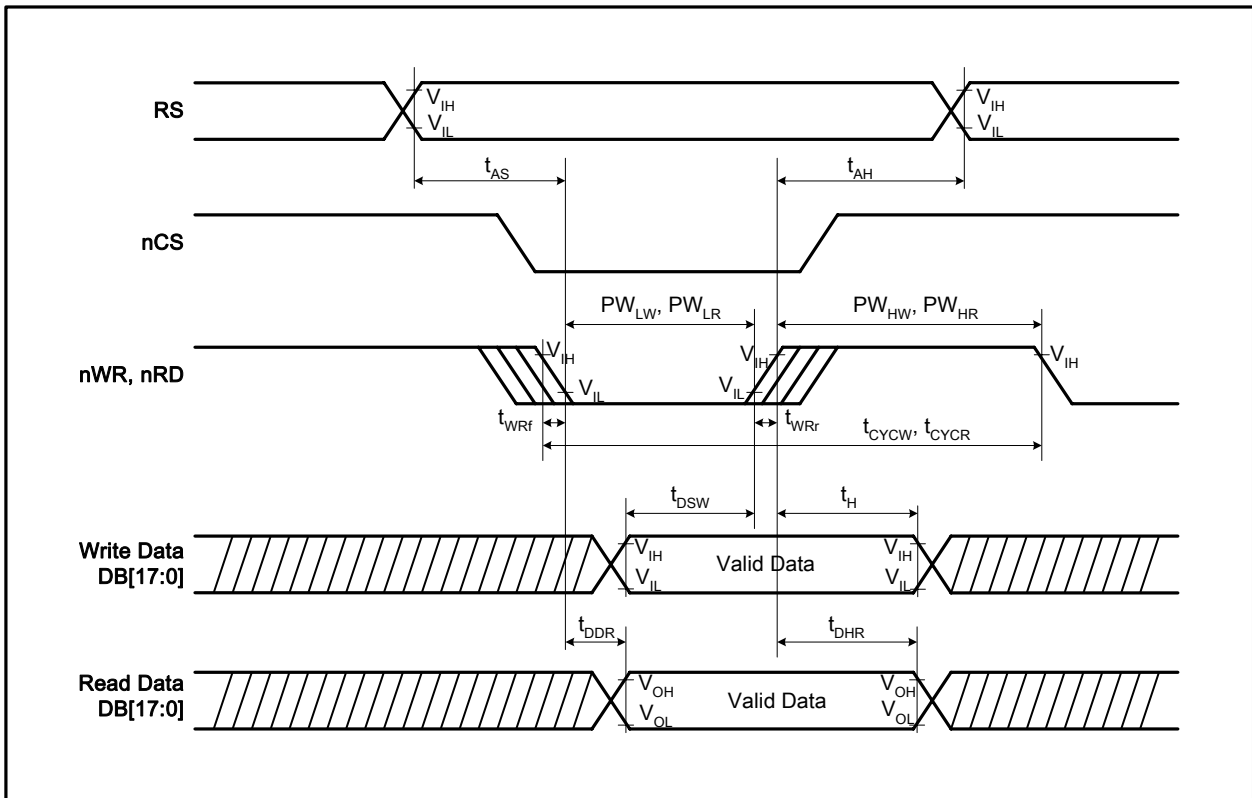 RS
V_IH
V_IL
V_IH
V_IL
t_AS
t_AH
nCS
PW_LW, PW_LR
PW_HW, PW_HR
nWR, nRD
V_IH
V_IL
V_IH
V_IL
V_IH
t_WRf
t_WRr
t_CYCW, t_CYCR
t_DSW
t_H
Write Data
DB[17:0]
V_IH
V_IL
Valid Data
V_IH
V_IL
t_DDR
t_DHR
Read Data
DB[17:0]
V_OH
V_OL
Valid Data
V_OH
V_OL